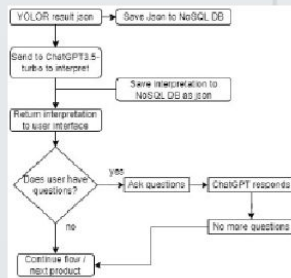 YOLOR result json
Save Json to NoSQL DB
Send to ChatGPT3.5-
turbo to interpret
Save interpretation to
NoSQL DB as json
Return interpretation
to user interface
Does user have
questions?
yes
Ask questions
ChatGPT responds
no
No more questions
Continue flow /
next product